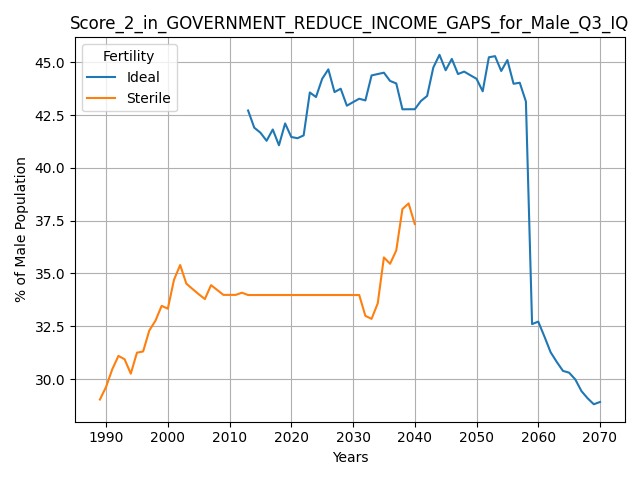 Score_2_in_GOVERNMENT_REDUCE_INCOME_GAPS_for_Male_Q3_IQ
Fertility
Ideal
Sterile
% of Male Population
45.0
42.5
40.0
37.5
35.0
32.5
30.0
1990 2000 2010 2020 2030 2040 2050 2060 2070
Years